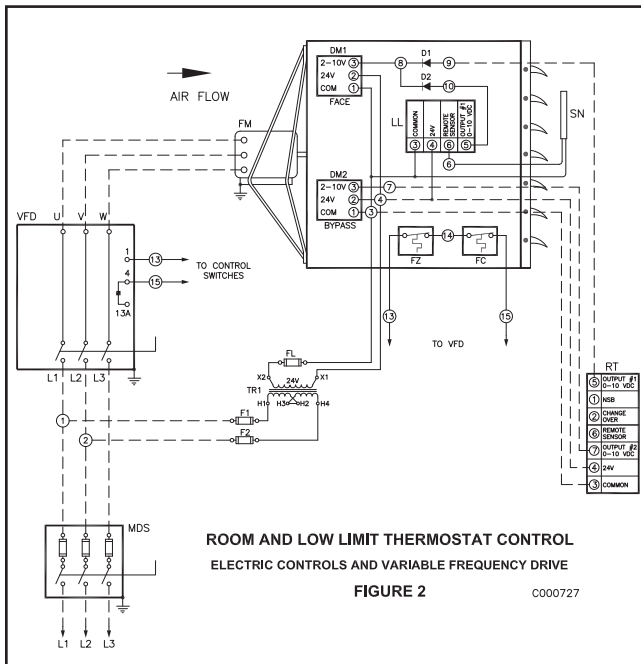 DM1
2-10V 3
24V 2
COM 1
FACE
8 D1 9
D2
10
LL
COMMON
24V
REMOTE
SENSOR
OUTPUT #1
0-10 VDC
3 4 6 5
6
SN
AIR FLOW
FM
DM2
2-10V 3
24V 2
COM 1
BYPASS
7
4
3
14
FZ FC
13 15
TO VFD
VFD U V W
1
13
4
15
13A
TO CONTROL
SWITCHES
L1 L2 L3
FL
X2 24V X1
TR1
H1 H3 H2 H4
F1
F2
1
2
RT
5 OUTPUT #1
0-10 VDC
1 NSB
2 CHANGE
OVER
6 REMOTE
SENSOR
7 OUTPUT #2
0-10 VDC
4 24V
3 COMMON
MDS
L1 L2 L3
ROOM AND LOW LIMIT THERMOSTAT CONTROL
ELECTRIC CONTROLS AND VARIABLE FREQUENCY DRIVE
FIGURE 2
C000727